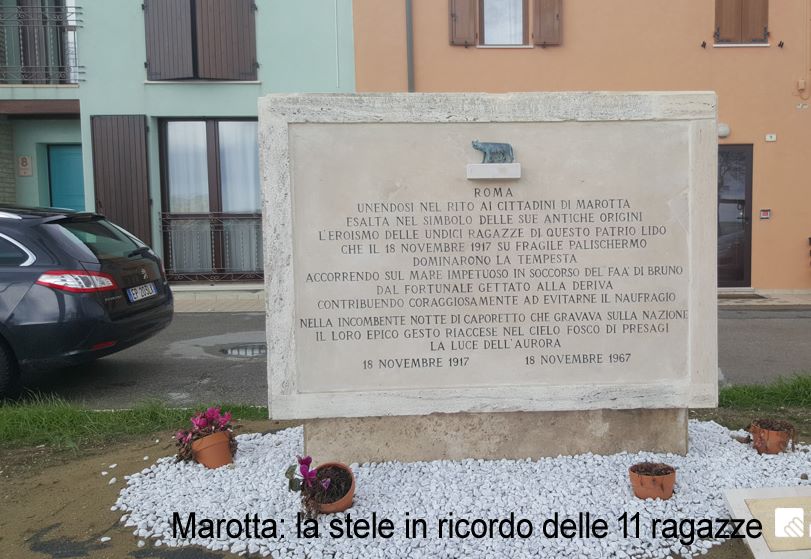 ROMA
UNENDOSI NEL RITO AI CITTADINI DI MAROTTA
ESALTA NEL SIMBOLO DELLE SUE ANTICHE ORIGINI
L'EROISMO DELLE UNDICI RAGAZZE DI QUESTO PATRIO LIDO
CHE IL 18 NOVEMBRE 1917 SU FRAGILE PALISCHERMO
DOMINARONO LA TEMPESTA
ACCORRENDO SUL MARE IMPETUOSO IN SOCCORSO DEL "FAÀ" DI BRUNO
DAL FORTUNALE GETTATO ALLA DERIVA
CONTRIBUENDO CORAGGIOSAMENTE AD EVITARNE IL NAUFRAGIO
NELLA INCOMBENTE NOTTE DI CAPORETTO CHE GRAVAVA SULLA NAZIONE
IL LORO EPICO GESTO RIACCESE NEL CIELO FOSCO DI PRESAGI
LA LUCE DELL'AURORA
18 NOVEMBRE 1917 18 NOVEMBRE 1967
8
Marotta: la stele in ricordo delle 11 ragazze